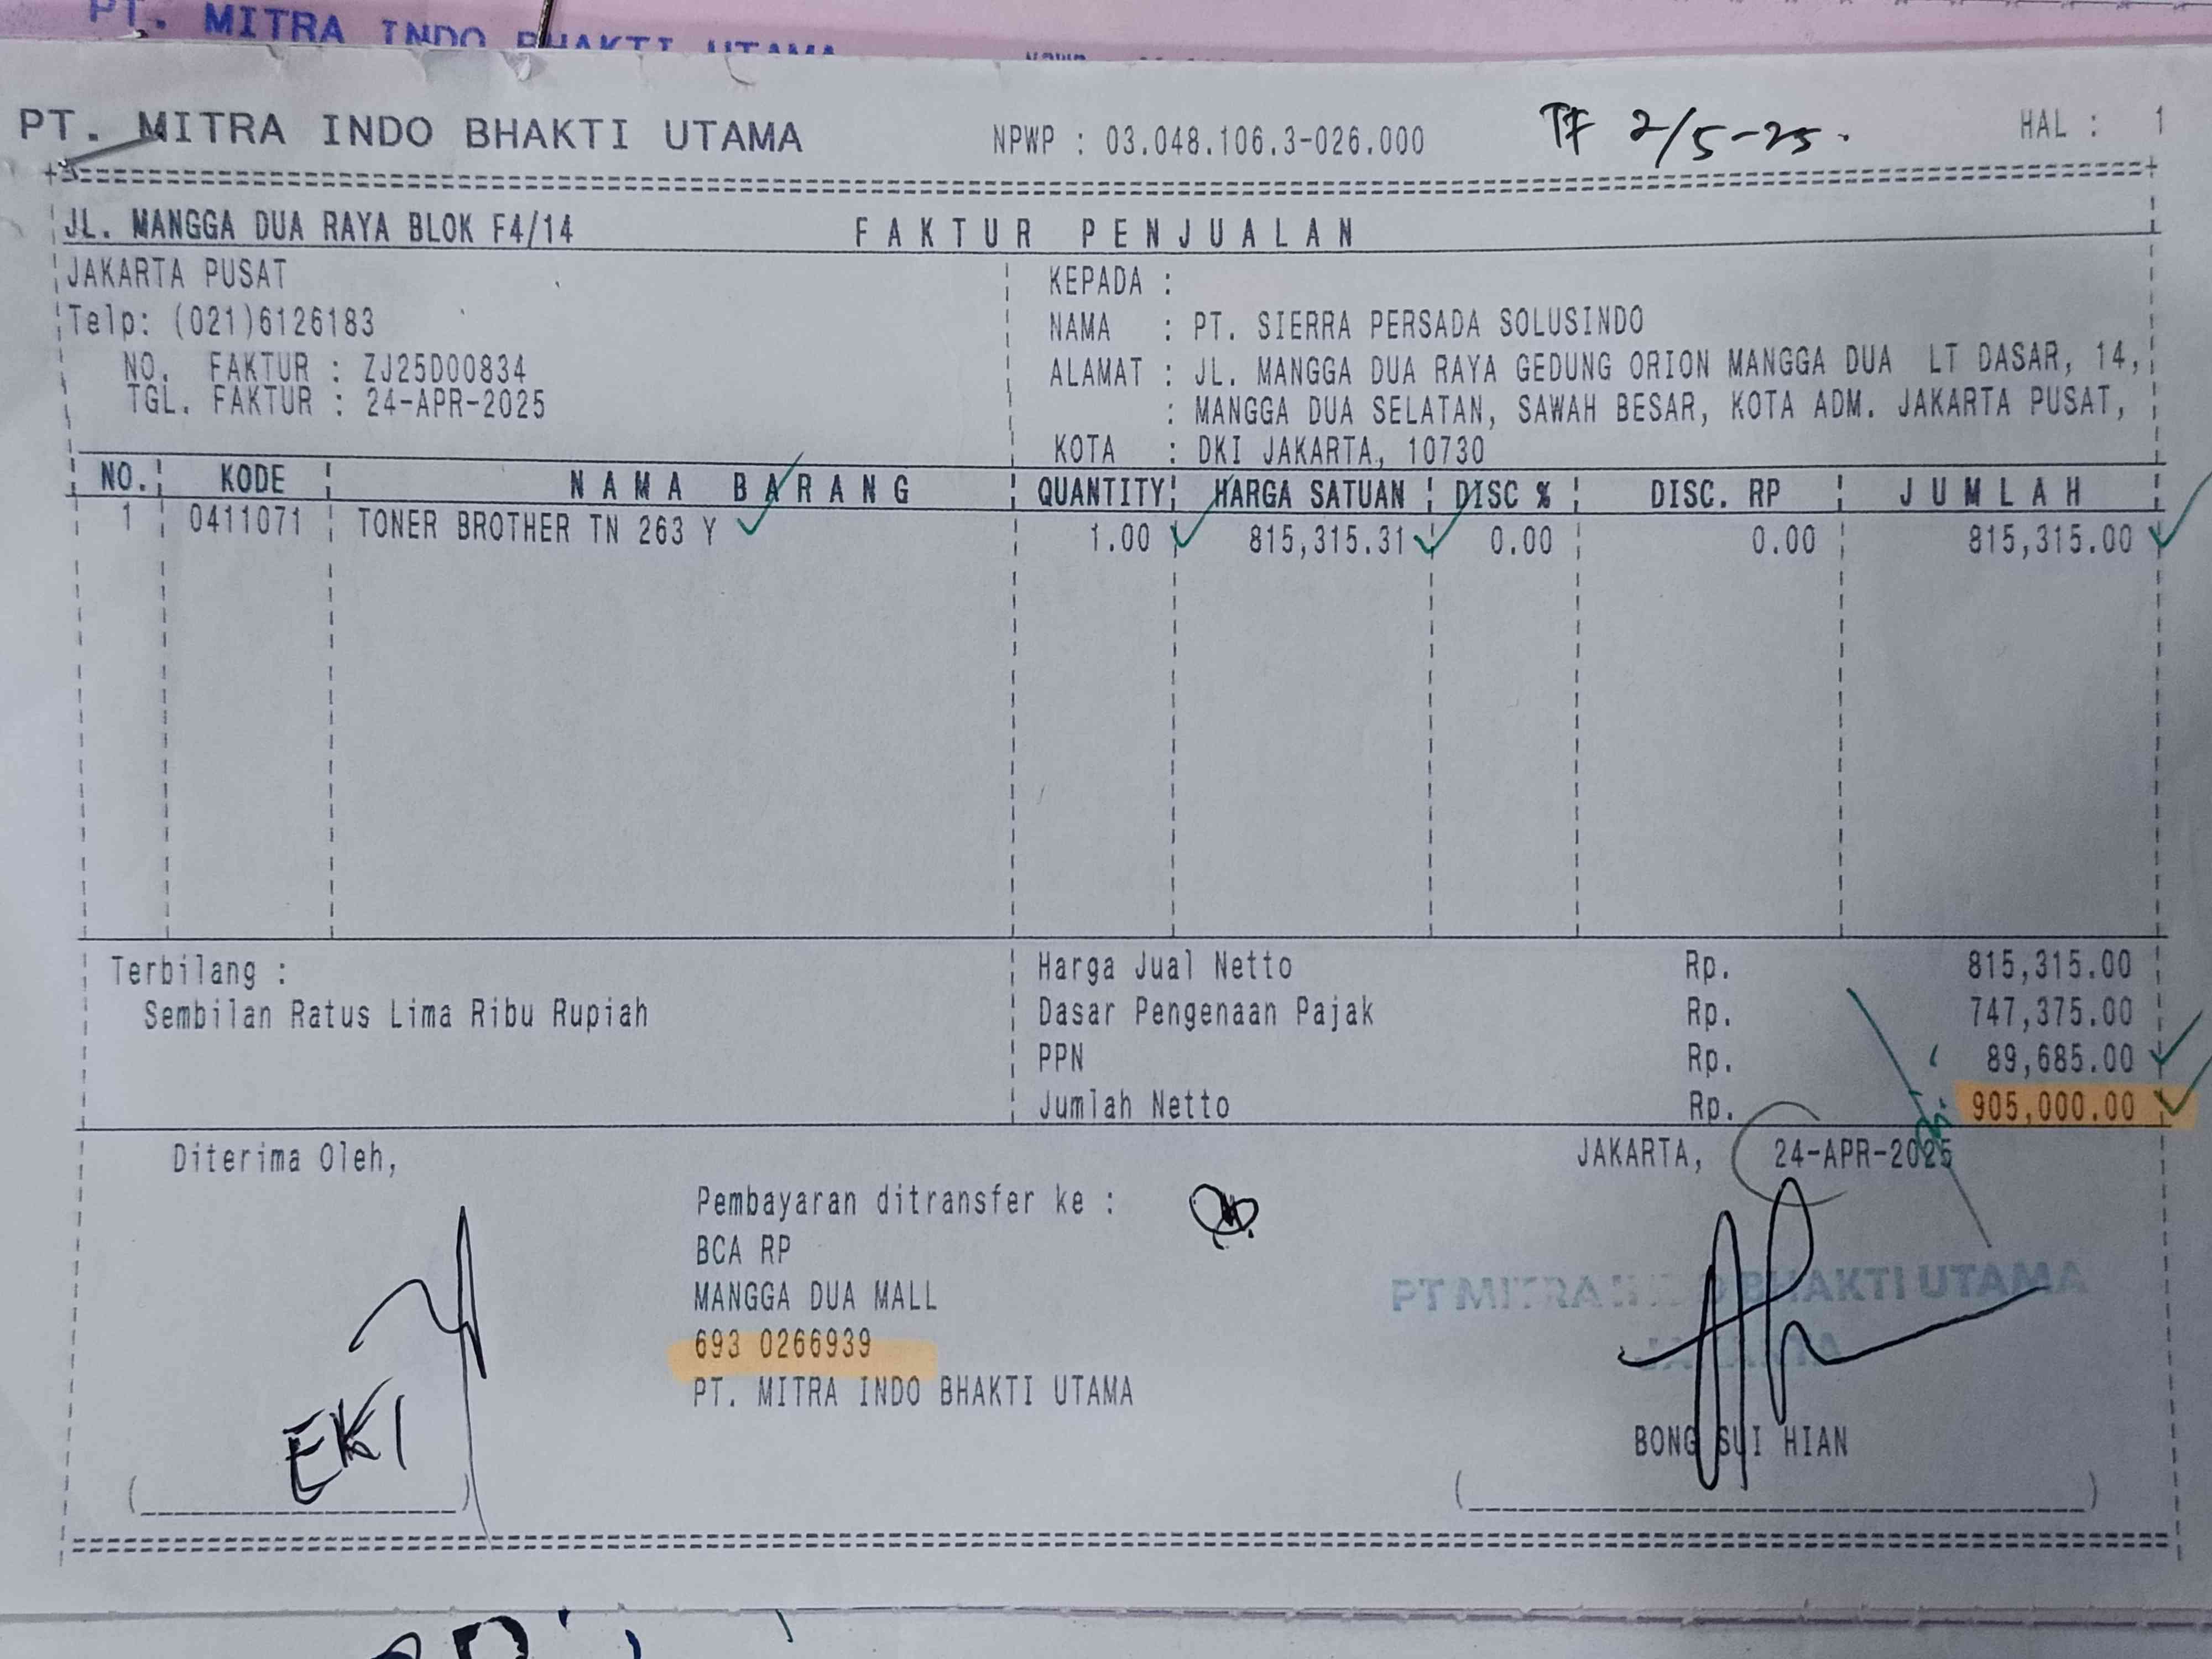 PT. MITRA INDO BHAKTI UTAMA
PT. MITRA INDO BHAKTI UTAMA NPWP : 03.048.106.3-026.000 TF 2/5-25. HAL : 1
JL. MANGGA DUA RAYA BLOK F4/14 FAKTUR PENJUALAN
JAKARTA PUSAT KEPADA :
Telp: (021)6126183 NAMA : PT. SIERRA PERSADA SOLUSINDO
NO. FAKTUR : ZJ25D00834 ALAMAT : JL. MANGGA DUA RAYA GEDUNG ORION MANGGA DUA LT DASAR, 14,
TGL. FAKTUR : 24-APR-2025 : MANGGA DUA SELATAN, SAWAH BESAR, KOTA ADM. JAKARTA PUSAT,
KOTA : DKI JAKARTA, 10730
NO. KODE NAMA BARANG QUANTITY HARGA SATUAN DISC % DISC. RP JUMLAH
1 0411071 TONER BROTHER TN 263 Y 1.00 815,315.31 0.00 0.00 815,315.00
Terbilang : Harga Jual Netto Rp. 815,315.00
Sembilan Ratus Lima Ribu Rupiah Dasar Pengenaan Pajak Rp. 747,375.00
PPN Rp. 89,685.00
Jumlah Netto Rp. 905,000.00
Diterima Oleh, JAKARTA, 24-APR-2025
Pembayaran ditransfer ke :
BCA RP
MANGGA DUA MALL
693 0266939
PT. MITRA INDO BHAKTI UTAMA
PT MITRA INDO BHAKTI UTAMA
JAKARTA
EKI
BONG SUI HIAN